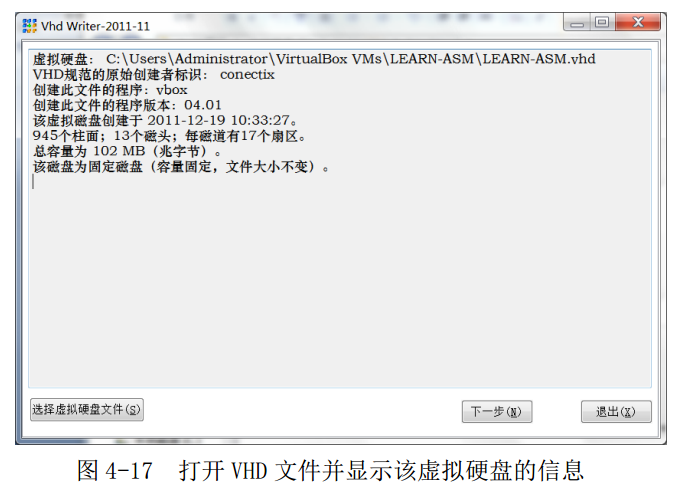 Vhd Writer-2011-11
虚拟硬盘： C:\Users\Administrator\VirtualBox VMs\LEARN-ASM\LEARN-ASM.vhd
VHD规范的原始创建者标识： conectix
创建此文件的程序：vbox
创建此文件的程序版本：04.01
该虚拟磁盘创建于 2011-12-19 10:33:27。
945个柱面；13个磁头；每磁道有17个扇区。
总容量为 102 MB（兆字节）。
该磁盘为固定磁盘（容量固定，文件大小不变）。
选择虚拟硬盘文件(S) 下一步(N) 退出(X)
图 4-17 打开 VHD 文件并显示该虚拟硬盘的信息